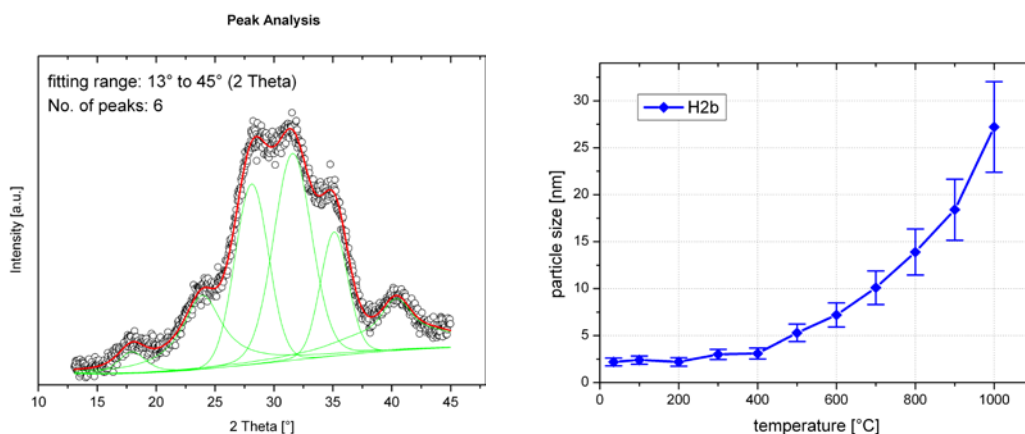 Peak Analysis
fitting range: 13° to 45° (2 Theta)
No. of peaks: 6
Intensity [a.u.]
10 15 20 25 30 35 40 45
2 Theta [°]
H2b
particle size [nm]
30
25
20
15
10
5
0
0 200 400 600 800 1000
temperature [°C]